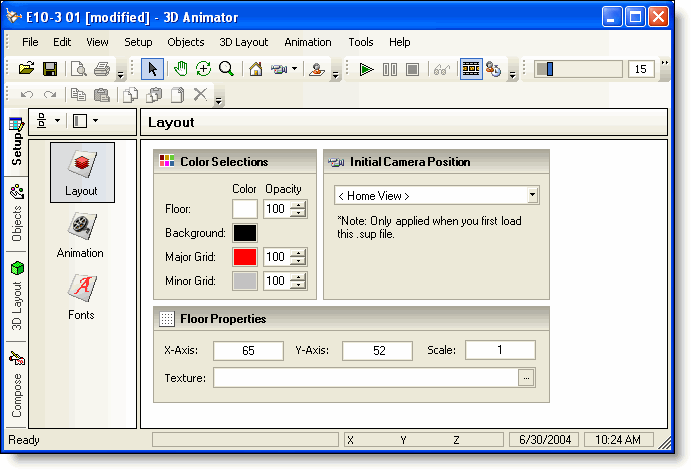 E10-3 01 [modified] - 3D Animator
File Edit View Setup Objects 3D Layout Animation Tools Help
15
Setup
Objects
3D Layout
Compose
Layout
Animation
Fonts
Layout
Color Selections
Color Opacity
Floor: 100
Background:
Major Grid: 100
Minor Grid: 100
Initial Camera Position
< Home View >
*Note: Only applied when you first load
this .sup file.
Floor Properties
X-Axis: 65 Y-Axis: 52 Scale: 1
Texture: ...
Ready X Y Z 6/30/2004 10:24 AM